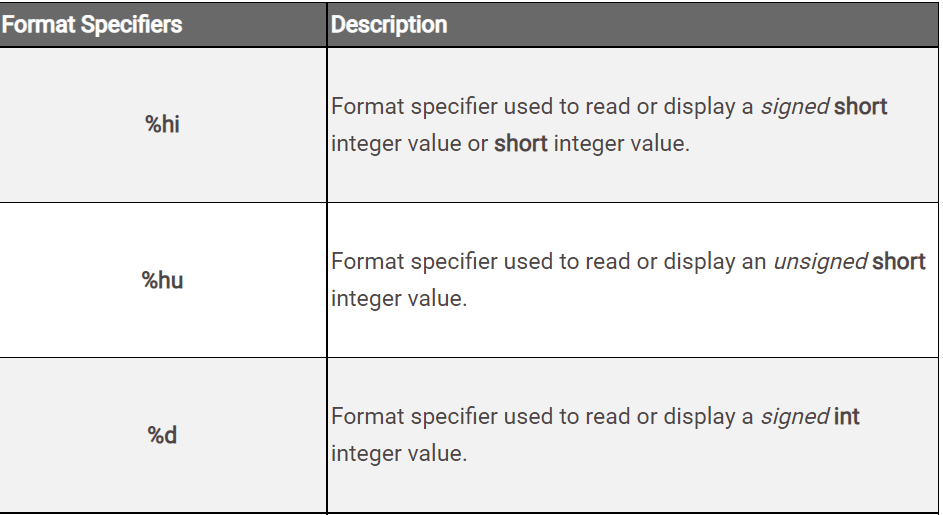 Format Specifiers
Description
%hi
Format specifier used to read or display a signed short
integer value or short integer value.
%hu
Format specifier used to read or display an unsigned short
integer value.
%d
Format specifier used to read or display a signed int
integer value.